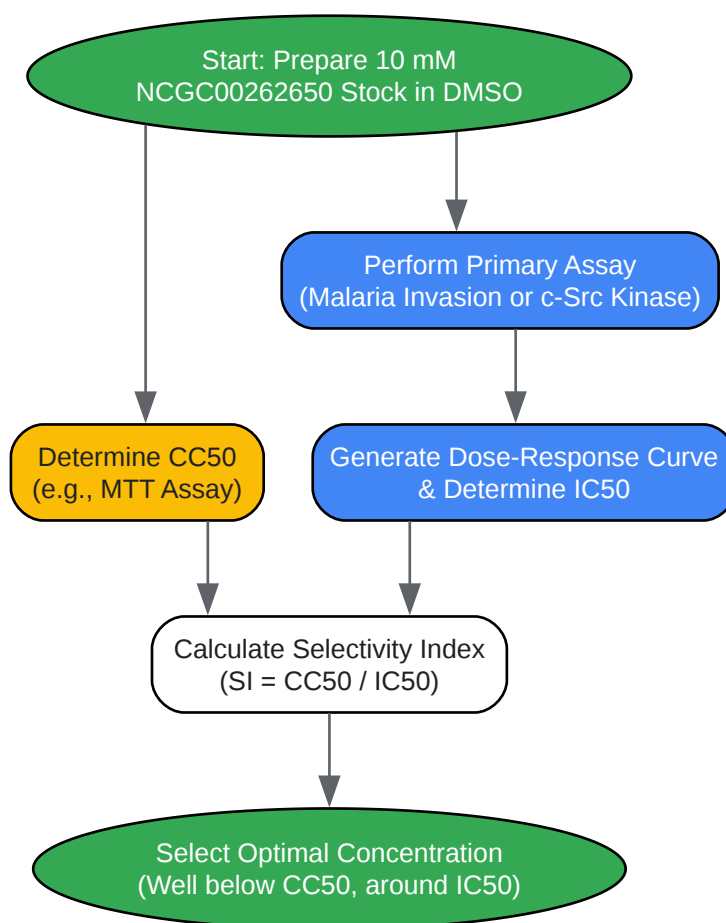 Start: Prepare 10 mM
NCGC00262650 Stock in DMSO
Perform Primary Assay
(Malaria Invasion or c-Src Kinase)
Determine CC50
(e.g., MTT Assay)
Generate Dose-Response Curve
& Determine IC50
Calculate Selectivity Index
(SI = CC50 / IC50)
Select Optimal Concentration
(Well below CC50, around IC50)